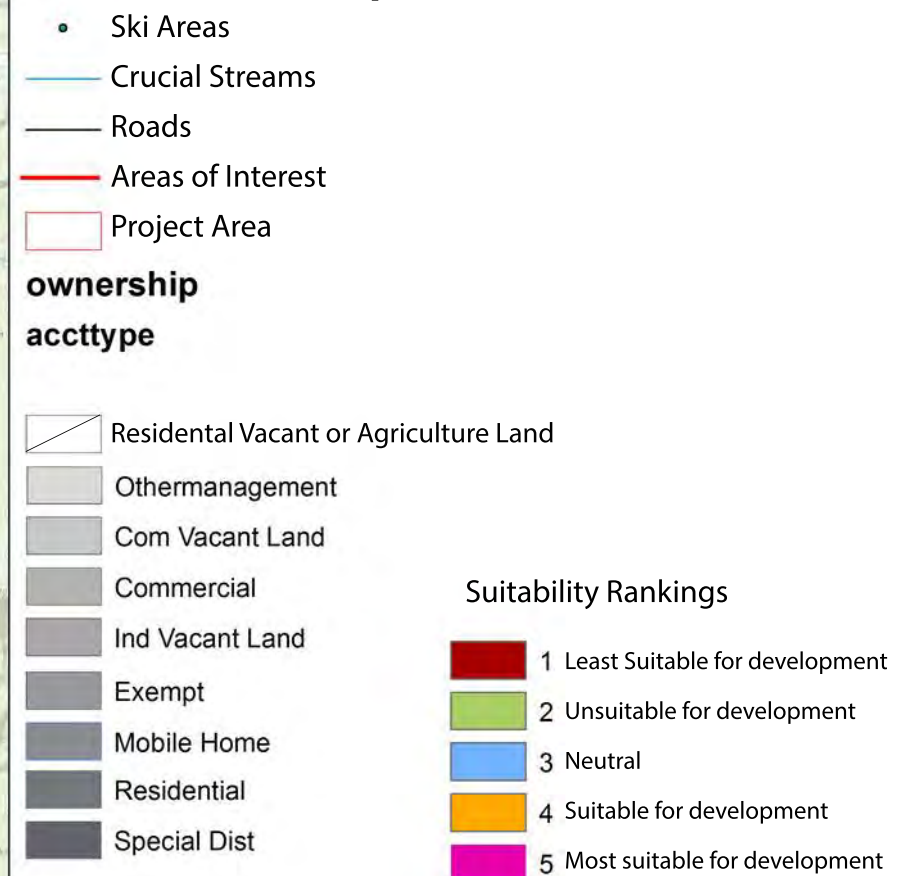 Ski Areas
Crucial Streams
Roads
Areas of Interest
Project Area
ownership
accttype
Residental Vacant or Agriculture Land
Othermanagement
Com Vacant Land
Commercial
Ind Vacant Land
Exempt
Mobile Home
Residential
Special Dist
Suitability Rankings
1 Least Suitable for development
2 Unsuitable for development
3 Neutral
4 Suitable for development
5 Most suitable for development